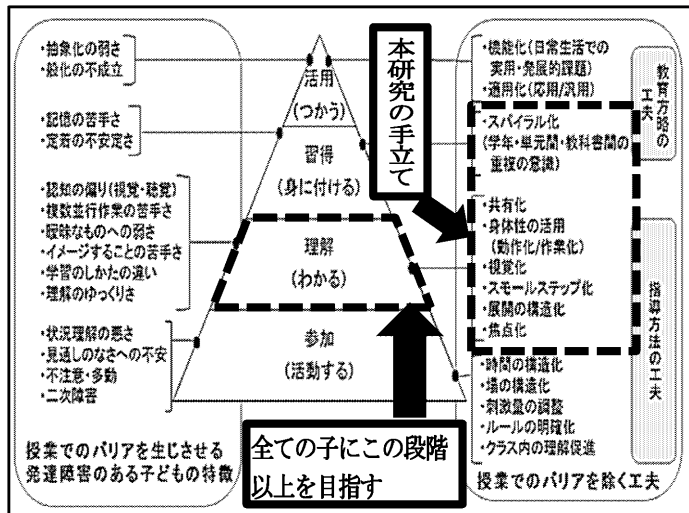 ・抽象化の弱さ
・般化の不成立
・記憶の苦手さ
・定着の不安定さ
・認知の偏り(視覚・聴覚)
・複数並行作業の苦手さ
・曖昧なものへの弱さ
・イメージすることの苦手さ
・学習のしかたの違い
・理解のゆっくりさ
・状況理解の悪さ
・見通しのなさへの不安
・不注意・多動
・二次障害
授業でのバリアを生じさせる
発達障害のある子どもの特徴
活用
(つかう)
習得
(身に付ける)
理解
(わかる)
参加
(活動する)
本研究の手立て
全ての子にこの段階
以上を目指す
・機能化(日常生活での
実用・発展的課題)
・適用化(応用/汎用)
・スパイラル化
(学年・単元間・教科書間の
重複の意識)
・共有化
・身体性の活用
(動作化/作業化)
・視覚化
・スモールステップ化
・展開の構造化
・焦点化
・時間の構造化
・場の構造化
・刺激量の調整
・ルールの明確化
・クラス内の理解促進
授業でのバリアを除く工夫
教育方略の
工夫
指導方法の工夫